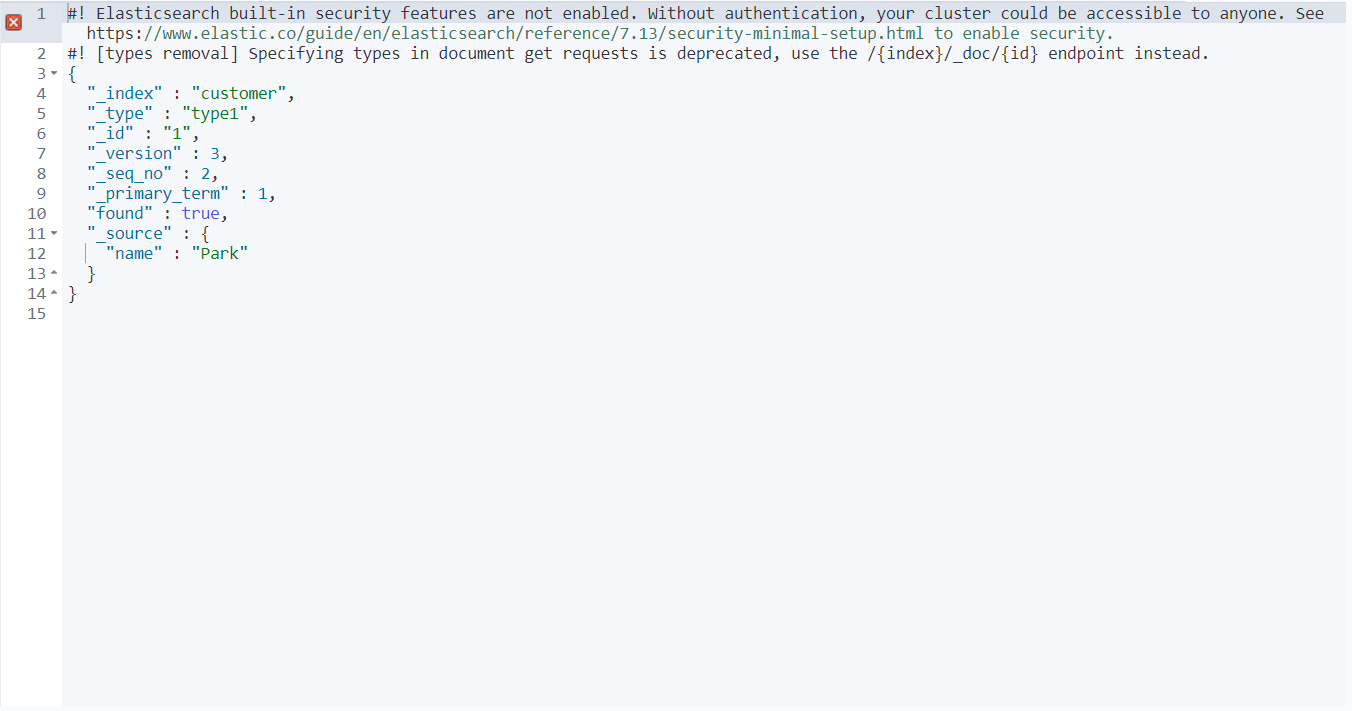 1 #! Elasticsearch built-in security features are not enabled. Without authentication, your cluster could be accessible to anyone. See
https://www.elastic.co/guide/en/elasticsearch/reference/7.13/security-minimal-setup.html to enable security.
2 #! [types removal] Specifying types in document get requests is deprecated, use the /{index}/_doc/{id} endpoint instead.
3 {
4   "_index" : "customer",
5   "_type" : "type1",
6   "_id" : "1",
7   "_version" : 3,
8   "_seq_no" : 2,
9   "_primary_term" : 1,
10   "found" : true,
11   "_source" : {
12     "name" : "Park"
13   }
14 }
15